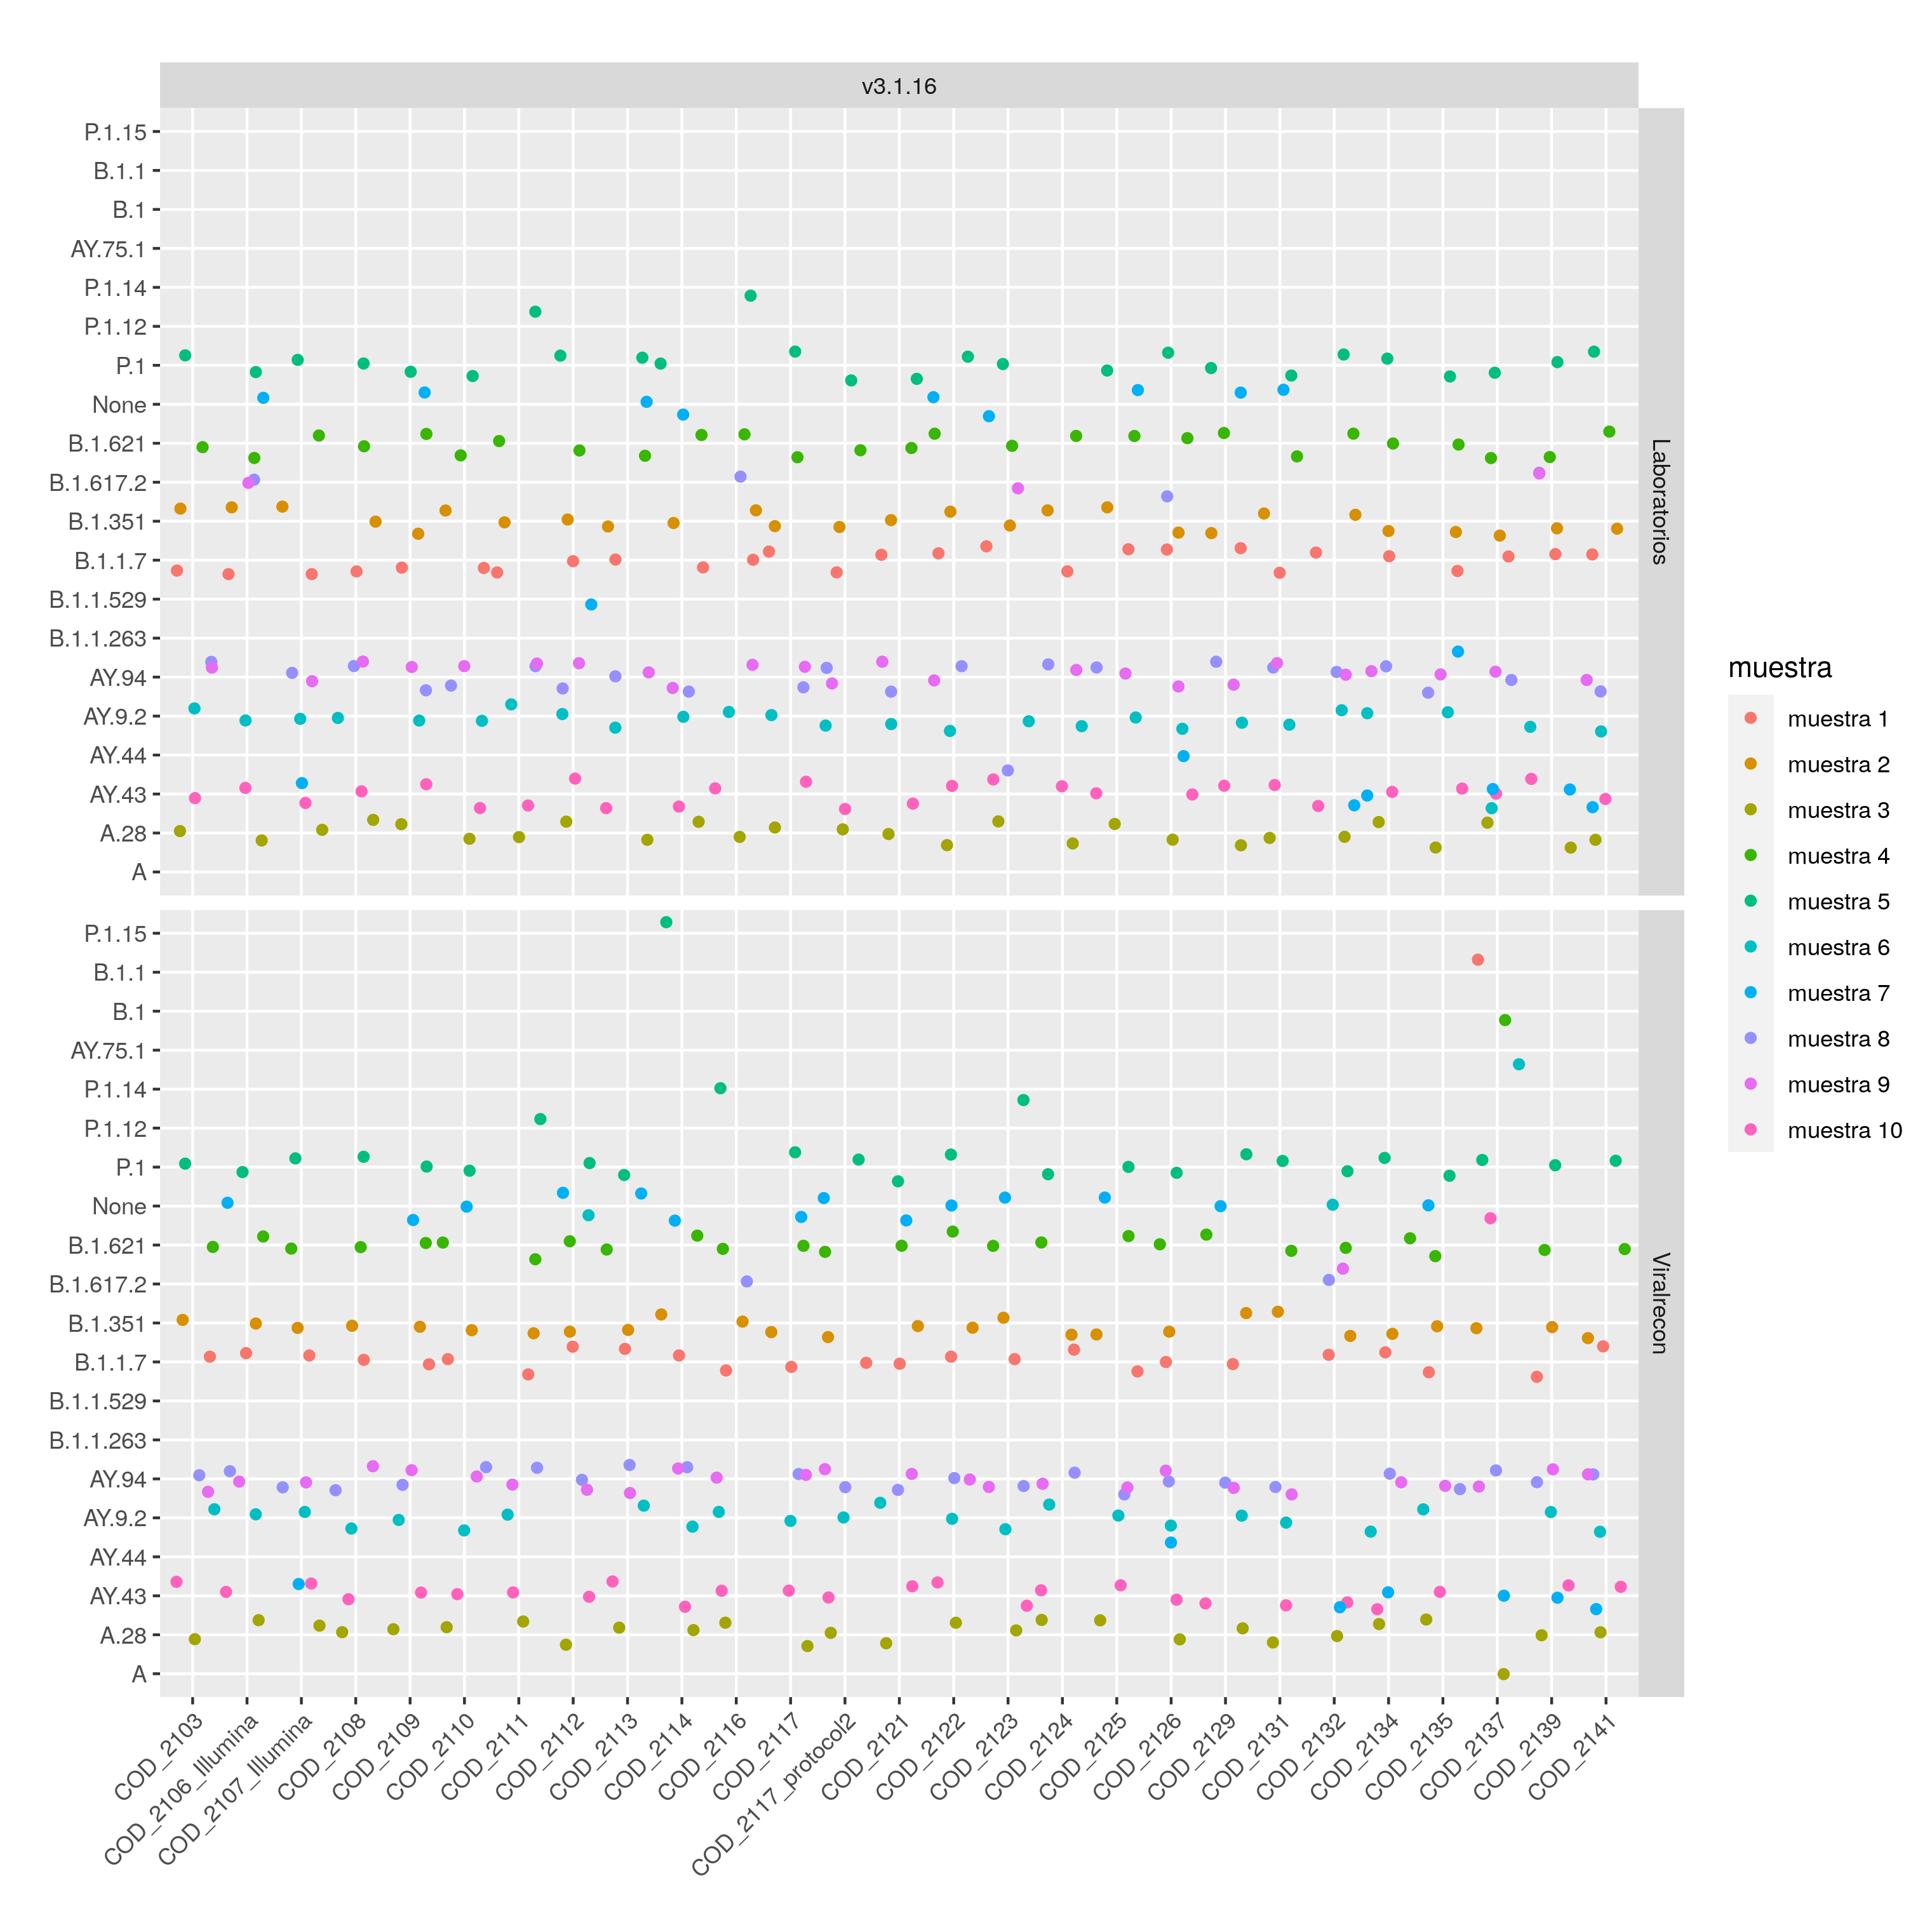 v3.1.16
P.1.15
B.1.1
B.1
AY.75.1
P.1.14
P.1.12
P.1
None
B.1.621
B.1.617.2
B.1.351
B.1.1.7
B.1.1.529
B.1.1.263
AY.94
AY.9.2
AY.44
AY.43
A.28
A
Laboratorios
P.1.15
B.1.1
B.1
AY.75.1
P.1.14
P.1.12
P.1
None
B.1.621
B.1.617.2
B.1.351
B.1.1.7
B.1.1.529
B.1.1.263
AY.94
AY.9.2
AY.44
AY.43
A.28
A
Viralrecon
COD_2103
COD_2106_Illumina
COD_2107_Illumina
COD_2108
COD_2109
COD_2110
COD_2111
COD_2112
COD_2113
COD_2114
COD_2116
COD_2117
COD_2117_protocol2
COD_2121
COD_2122
COD_2123
COD_2124
COD_2125
COD_2126
COD_2129
COD_2131
COD_2132
COD_2134
COD_2135
COD_2137
COD_2139
COD_2141
muestra
muestra 1
muestra 2
muestra 3
muestra 4
muestra 5
muestra 6
muestra 7
muestra 8
muestra 9
muestra 10